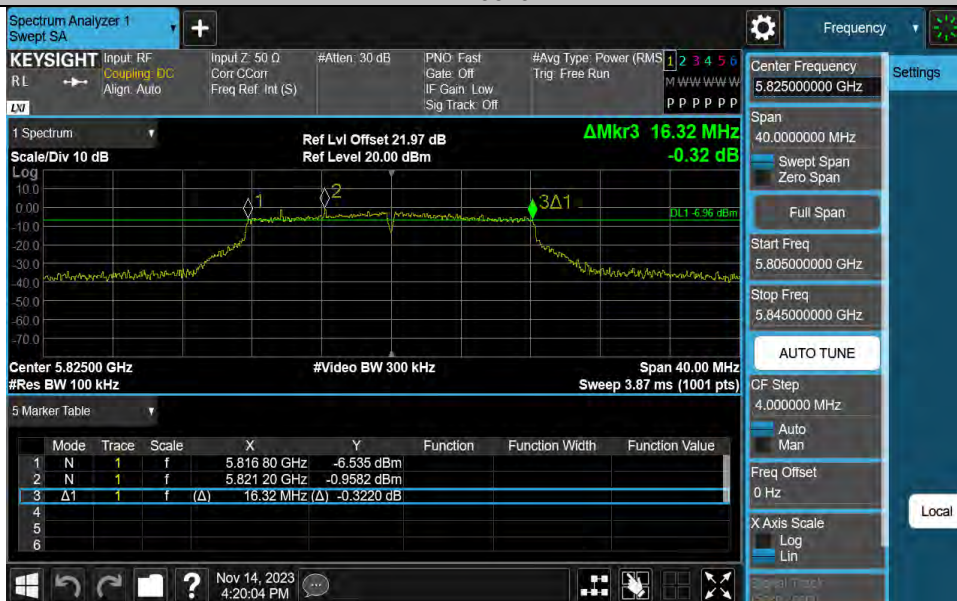 Spectrum Analyzer 1
Swept SA
+
Frequency
KEYSIGHT
RL
LXI
Input: RF
Coupling: DC
Align: Auto
Input Z: 50 Ω
Corr CCorr
Freq Ref: Int (S)
#Atten: 30 dB
PNO: Fast
Gate: Off
IF Gain: Low
Sig Track: Off
#Avg Type: Power (RMS
Trig: Free Run
1 2 3 4 5 6
M W W W W W
P P P P P P
1 Spectrum
Scale/Div 10 dB
Ref Lvl Offset 21.97 dB
Ref Level 20.00 dBm
ΔMkr3 16.32 MHz
-0.32 dB
Log
10.0
0.00
-10.0
-20.0
-30.0
-40.0
-50.0
-60.0
-70.0
1
2
3Δ1
DL1 -6.96 dBm
Center 5.82500 GHz
#Res BW 100 kHz
#Video BW 300 kHz
Span 40.00 MHz
Sweep 3.87 ms (1001 pts)
5 Marker Table
Mode Trace Scale X Y Function Function Width Function Value
1 N 1 f 5.816 80 GHz -6.535 dBm
2 N 1 f 5.821 20 GHz -0.9582 dBm
3 Δ1 1 f (Δ) 16.32 MHz (Δ) -0.3220 dB
4
5
6
?
Nov 14, 2023
4:20:04 PM
Center Frequency
5.825000000 GHz
Span
40.0000000 MHz
Swept Span
Zero Span
Full Span
Start Freq
5.805000000 GHz
Stop Freq
5.845000000 GHz
AUTO TUNE
CF Step
4.000000 MHz
Auto
Man
Freq Offset
0 Hz
X Axis Scale
Log
Lin
Signal Track
Settings
Local